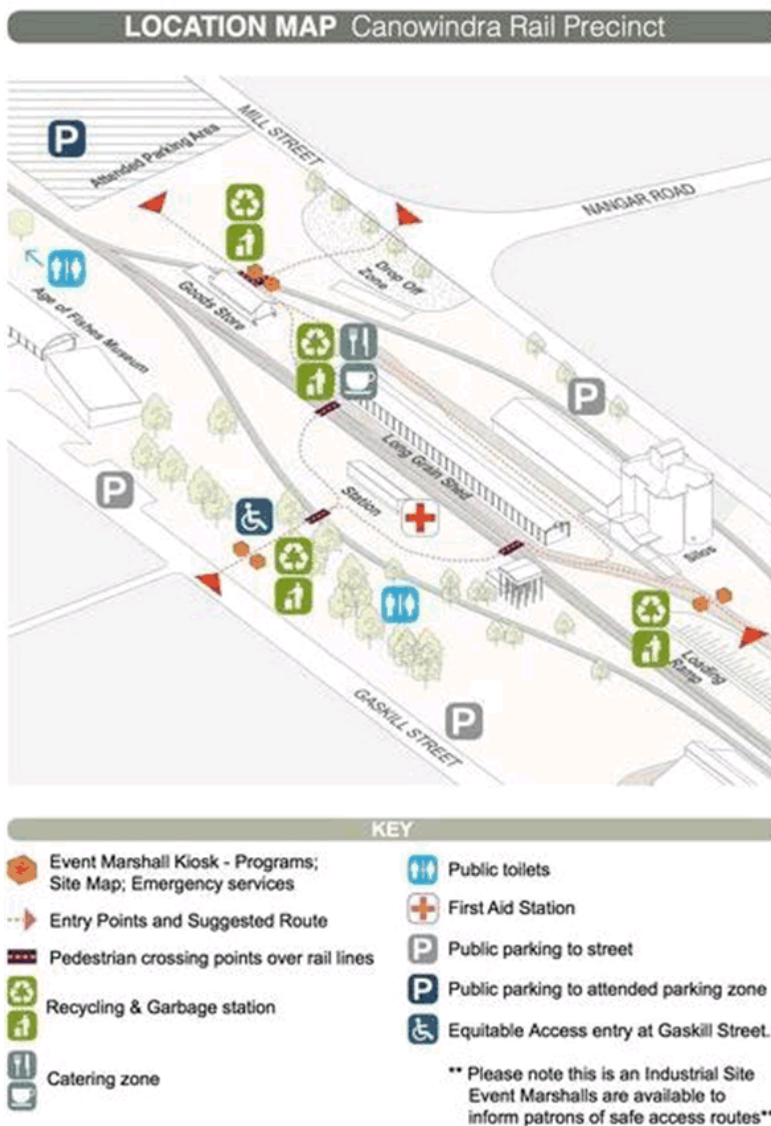 LOCATION MAP Canowindra Rail Precinct
P
Attended Parking Area
MILL STREET
NANGAR ROAD
Drop Off
Zone
Goods Store
Age of Fishes Museum
P
Long Grain Shed
P
Station
Silos
Loading
Ramp
P
GASKILL STREET
KEY
Event Marshall Kiosk - Programs;
Site Map; Emergency services
Entry Points and Suggested Route
Pedestrian crossing points over rail lines
Recycling & Garbage station
Catering zone
Public toilets
First Aid Station
P Public parking to street
P Public parking to attended parking zone
Equitable Access entry at Gaskill Street.
** Please note this is an Industrial Site
Event Marshalls are available to
inform patrons of safe access routes**